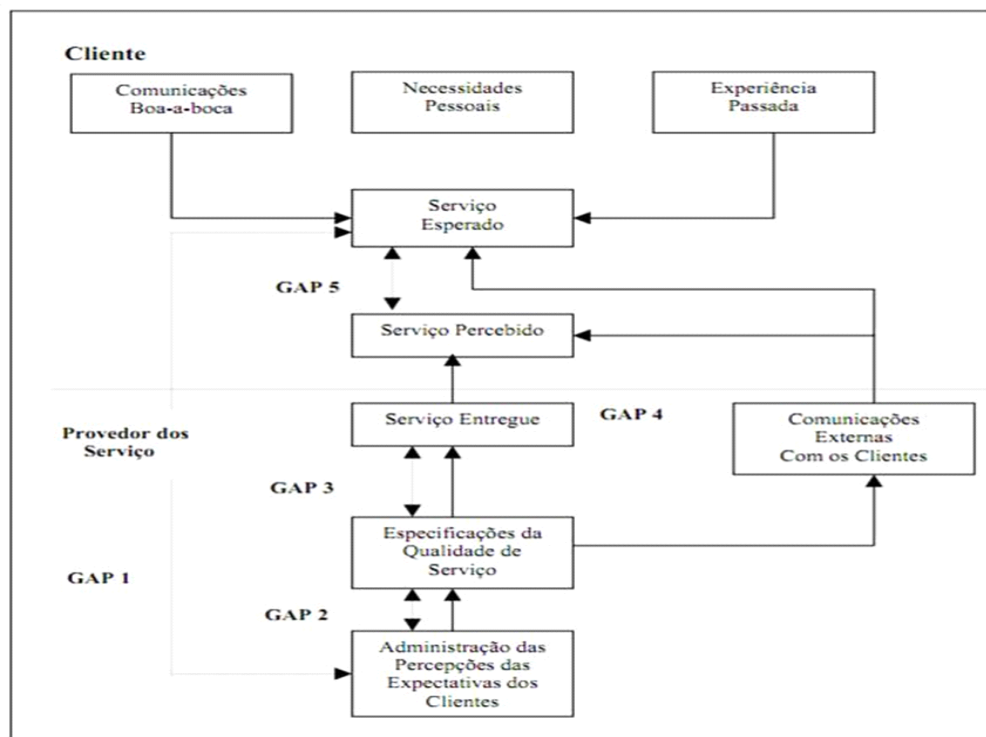 Cliente
Comunicações
Boa-a-boca
Necessidades
Pessoais
Experiência
Passada
Serviço
Esperado
GAP 5
Serviço Percebido
Serviço Entregue
GAP 4
Comunicações
Externas
Com os Clientes
Provedor dos
Serviço
GAP 3
Especificações da
Qualidade de
Serviço
GAP 1
GAP 2
Administração das
Percepções das
Expectativas dos
Clientes